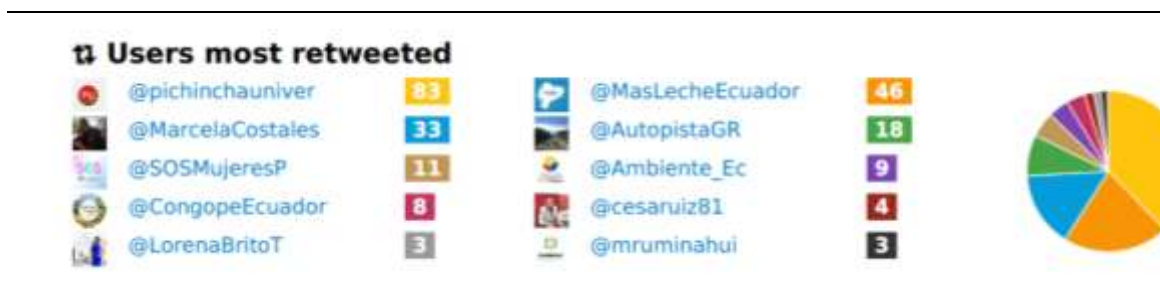 Users most retweeted
@pichinchauniver 83 @MasLecheEcuador 46
@MarcelaCostales 33 @AutopistaGR 18
@SOSMujeresP 11 @Ambiente_Ec 9
@CongopeEcuador 8 @cesaruiz81 4
@LorenaBritoT 3 @mruminahui 3